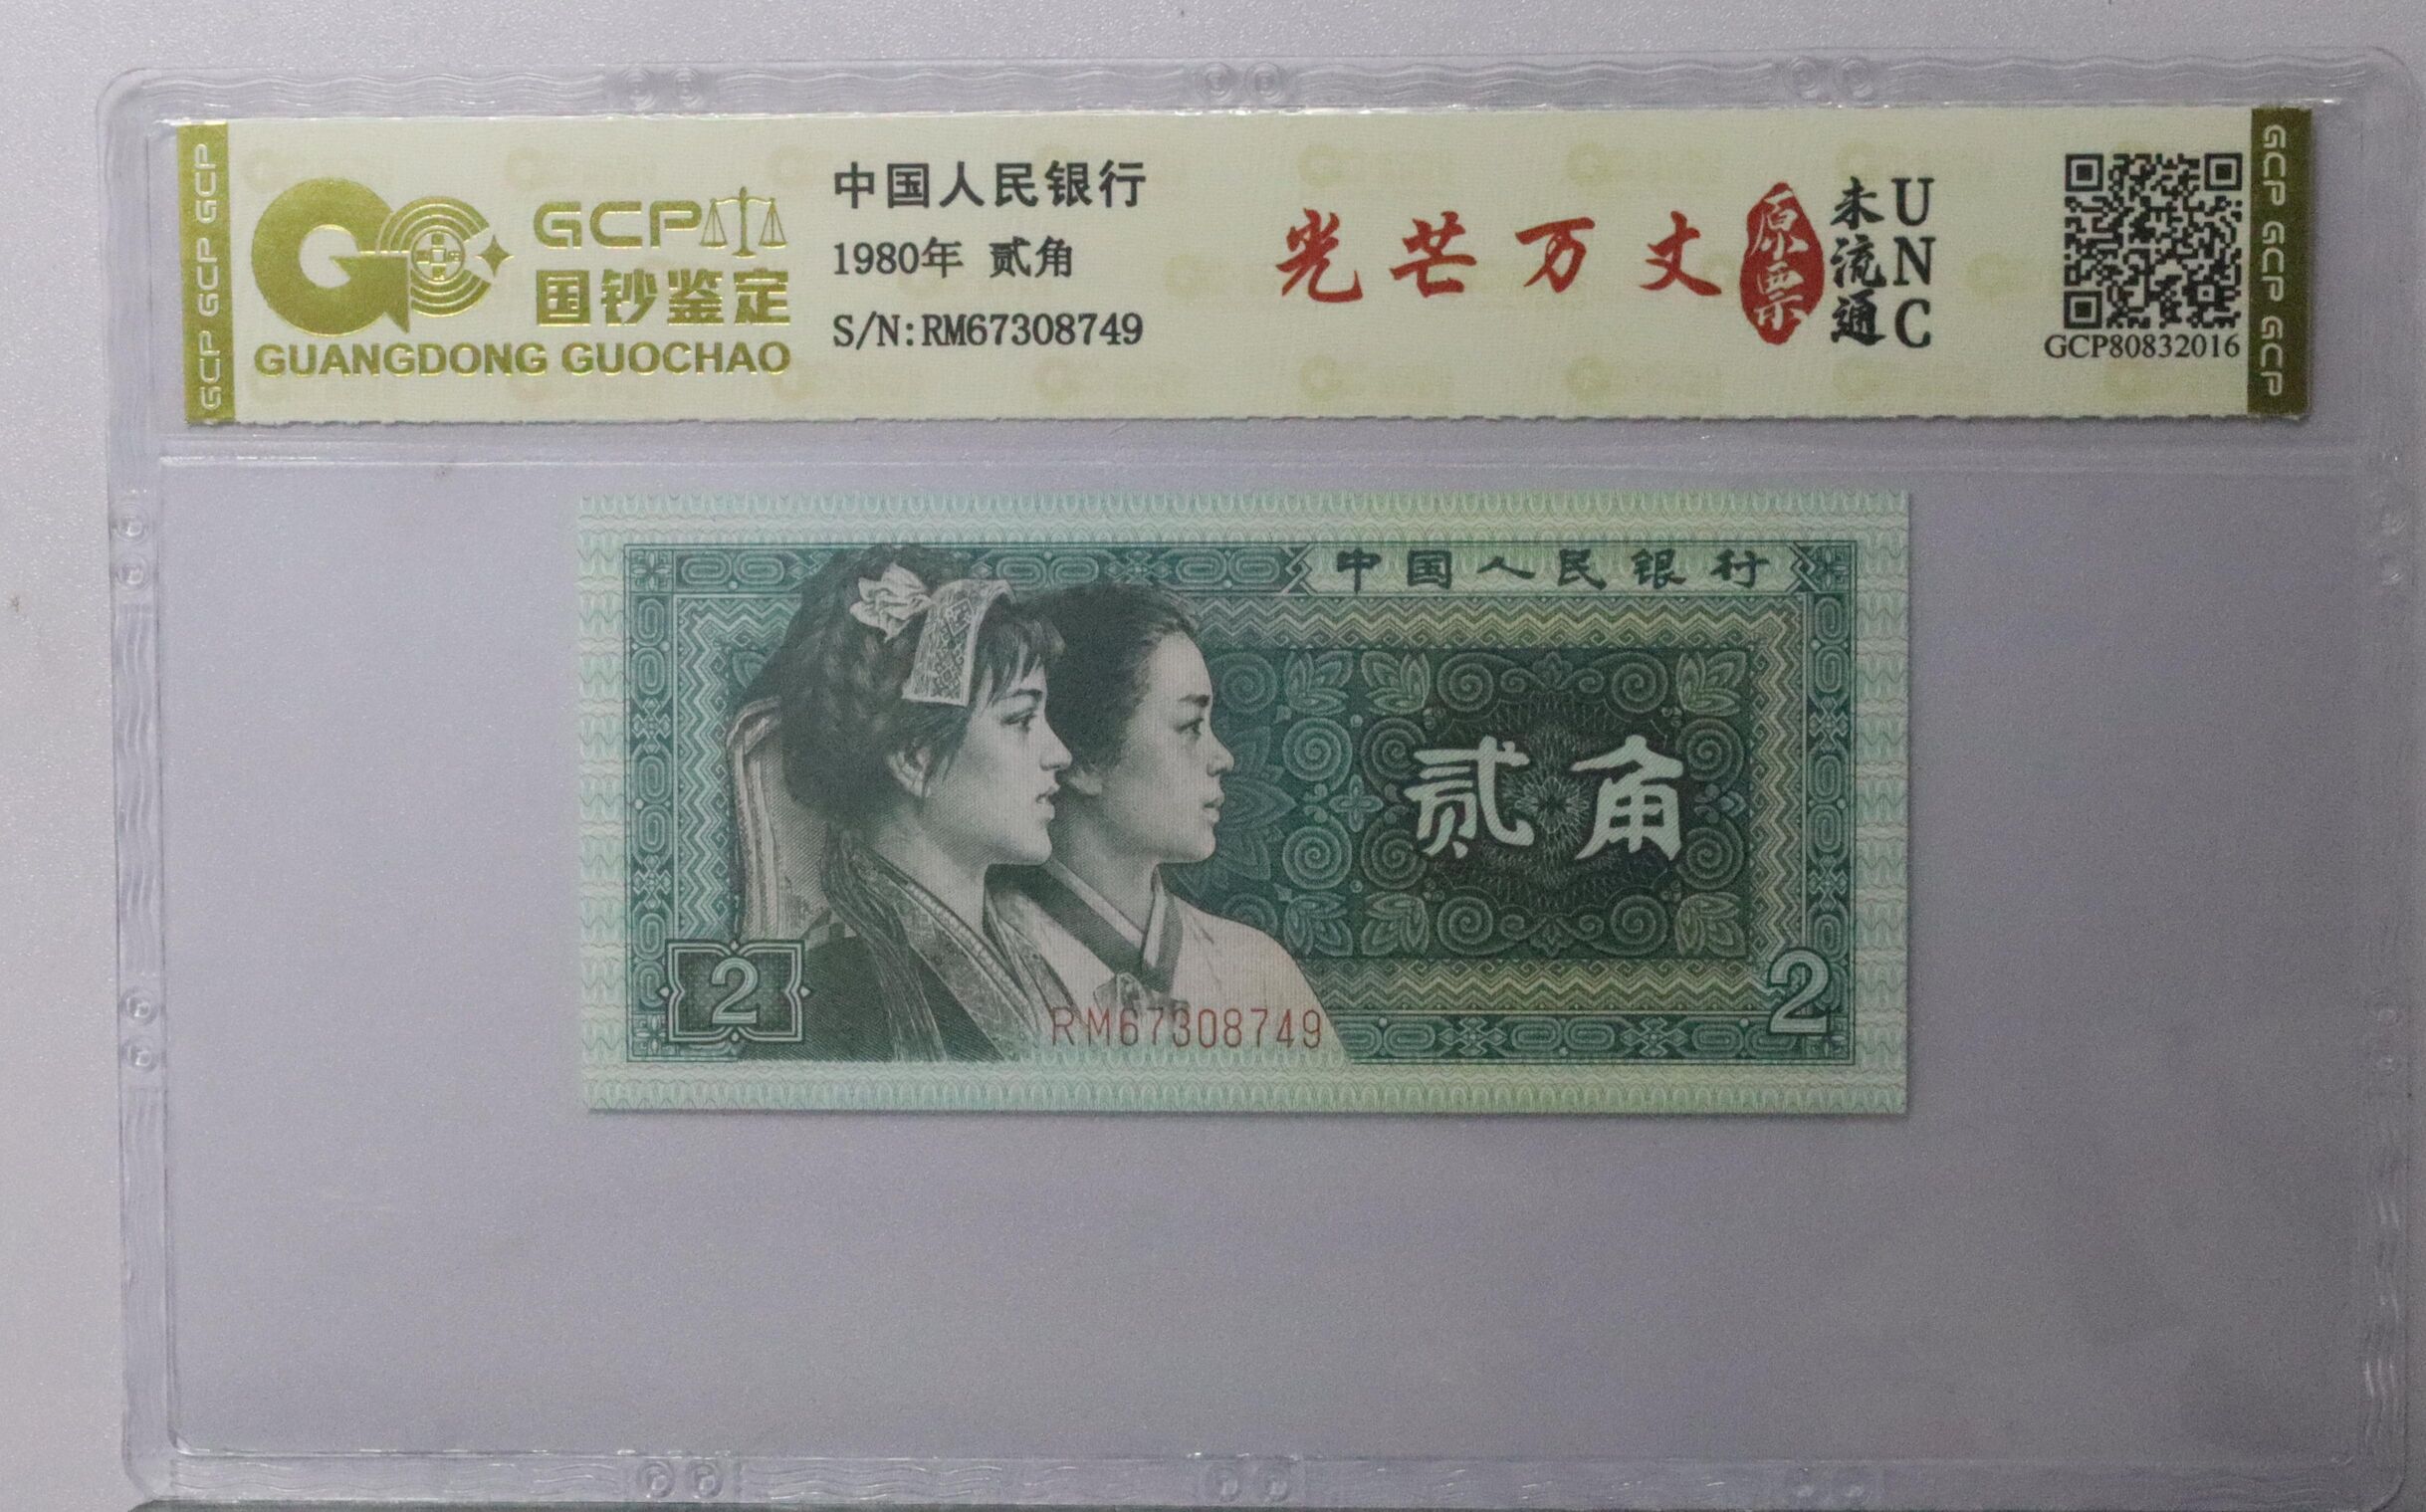 GCP GCP GCP
GCP
国钞鉴定
GUANGDONG GUOCHAO
中国人民银行
1980年 贰角
S/N:RM67308749
光芒万丈
原票
未流通
UNC
GCP80832016
GCP GCP GCP
中国人民银行
贰角
2
2
RM67308749